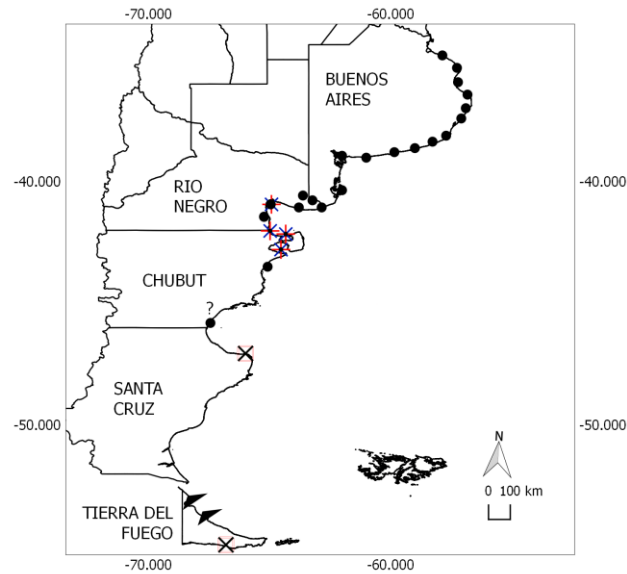 -70.000
-60.000
BUENOS
AIRES
-40.000
-40.000
RIO
NEGRO
CHUBUT
?
SANTA
CRUZ
-50.000
-50.000
N
0 100 km
TIERRA DEL
FUEGO
-70.000
-60.000